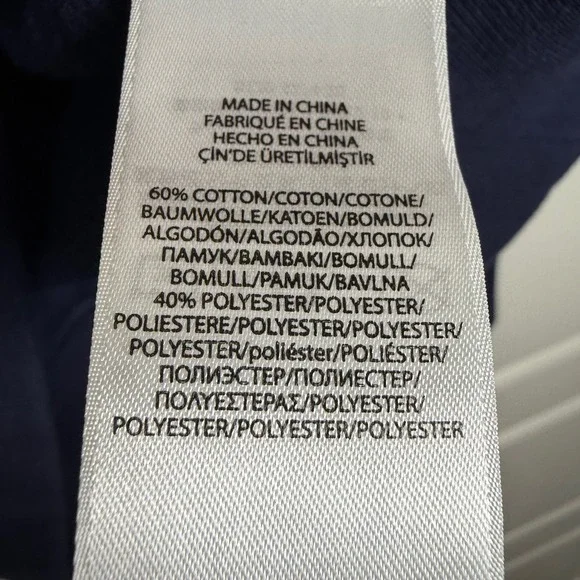 MADE IN CHINA
FABRIQUÉ EN CHINE
HECHO EN CHINA
ÇİN'DE ÜRETİLMİŞTİR
60% COTTON/COTON/COTONE/
BAUMWOLLE/KATOEN/BOMULD/
ALGODÓN/ALGODÃO/ХЛОПОК/
ПАМУК/BAMBAKI/BOMULL/
BOMULL/PAMUK/BAVLNA
40% POLYESTER/POLYESTER/
POLIESTERE/POLYESTER/POLYESTER/
POLYESTER/poliéster/POLIÉSTER/
ПОЛИЭСТЕР/ПОЛИЕСТЕР/
ΠΟΛΥΕΣΤΕΡΑΣ/POLYESTER/
POLYESTER/POLYESTER/POLYESTER